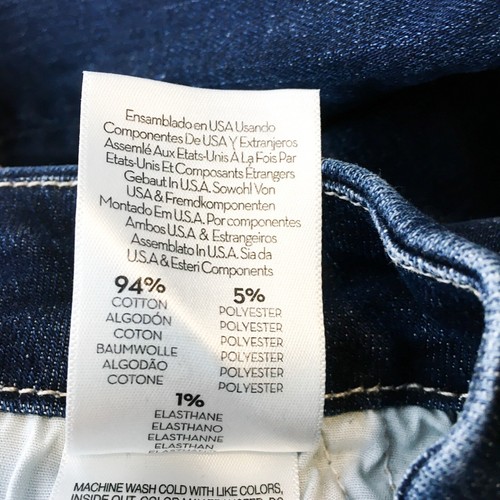 Ensamblado en USA Usando
Componentes De USA Y Extranjeros
Assemlé Aux Etats-Unis À La Fois Par
Etats-Unis Et Composants Étrangers
Gebaut In U.S.A. Sowohl Von
USA & Fremdkomponenten
Montado Em U.S.A. Por componentes
Ambos U.S.A. & Estrangeiros
Assemblato In U.S.A. Sia da
U.S.A & Esteri Components
94%
COTTON
ALGODÓN
COTON
BAUMWOLLE
ALGODÃO
COTONE
5%
POLYESTER
POLYESTER
POLYESTER
POLYESTER
POLYESTER
POLYESTER
1%
ELASTHANE
ELASTHANO
ELASTHANNE
ELASTHAN
MACHINE WASH COLD WITH LIKE COLORS,